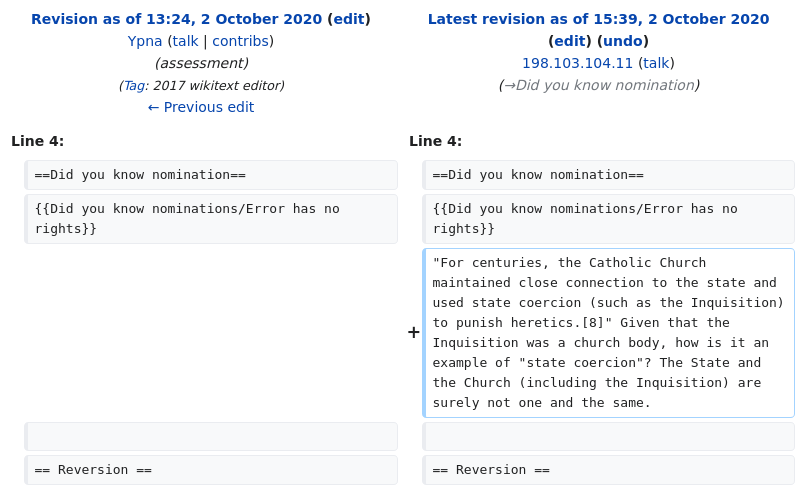 Revision as of 13:24, 2 October 2020 (edit)
Ypna (talk | contribs)
(assessment)
(Tag: 2017 wikitext editor)
← Previous edit
Latest revision as of 15:39, 2 October 2020
(edit) (undo)
198.103.104.11 (talk)
(→Did you know nomination)
Line 4:
Line 4:
==Did you know nomination==
==Did you know nomination==
{{Did you know nominations/Error has no
rights}}
{{Did you know nominations/Error has no
rights}}
+
"For centuries, the Catholic Church
maintained close connection to the state and
used state coercion (such as the Inquisition)
to punish heretics.[8]" Given that the
Inquisition was a church body, how is it an
example of "state coercion"? The State and
the Church (including the Inquisition) are
surely not one and the same.
== Reversion ==
== Reversion ==